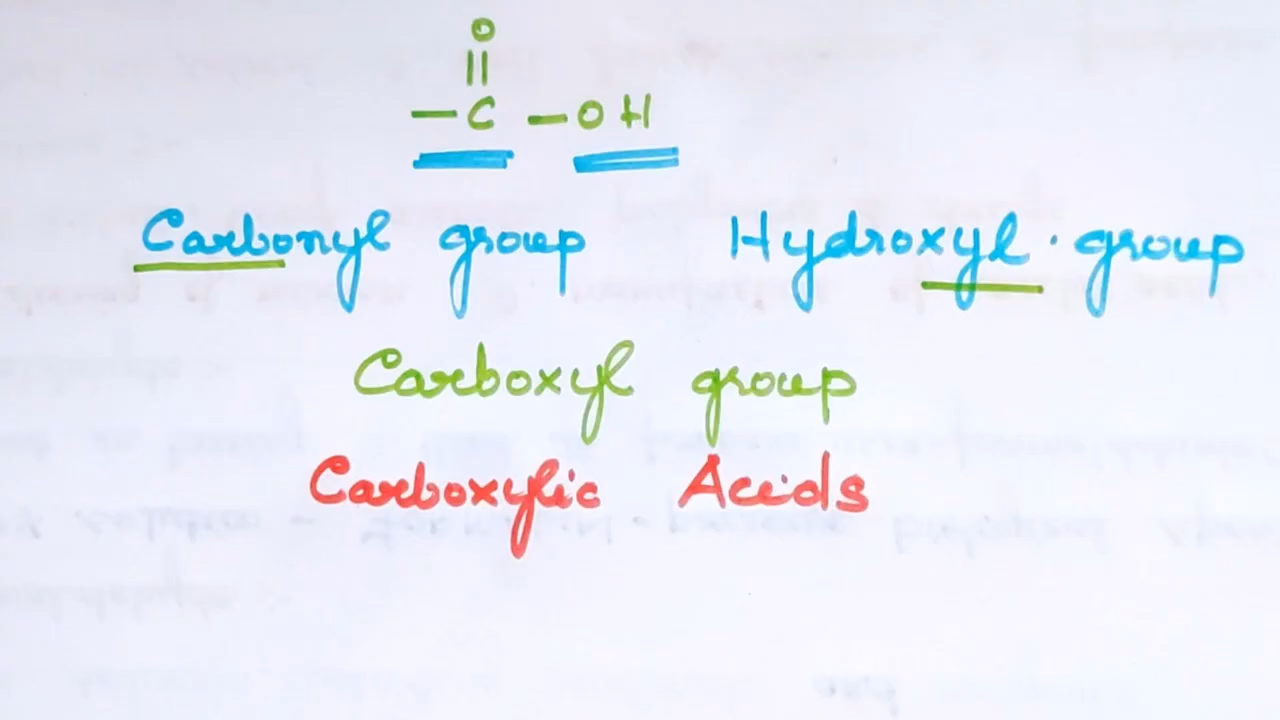 O
||
— C — OH
Carbonyl group Hydroxyl group
Carboxyl group
Carboxylic Acids